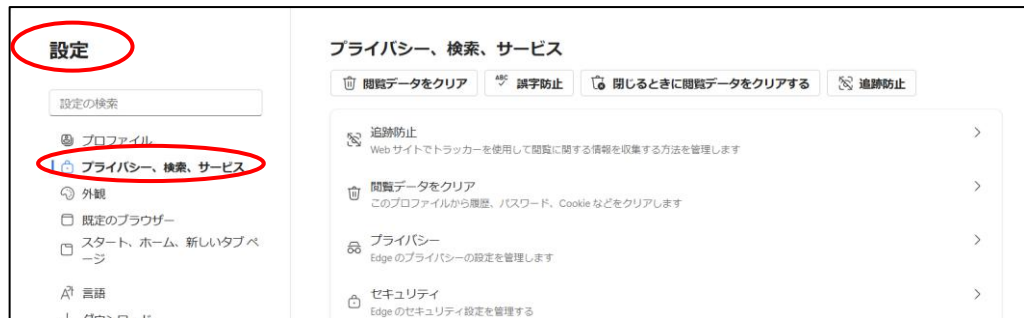 設定
設定の検索
プロファイル
プライバシー、検索、サービス
外観
既定のブラウザー
スタート、ホーム、新しいタブ ペ
ージ
言語
ダウンロード
プライバシー、検索、サービス
閲覧データをクリア
ABC
誤字防止
閉じるときに閲覧データをクリアする
追跡防止
追跡防止
Web サイトでトラッカーを使用して閲覧に関する情報を収集する方法を管理します
閲覧データをクリア
このプロファイルから履歴、パスワード、Cookie などをクリアします
プライバシー
Edge のプライバシーの設定を管理します
セキュリティ
Edge のセキュリティ設定を管理する